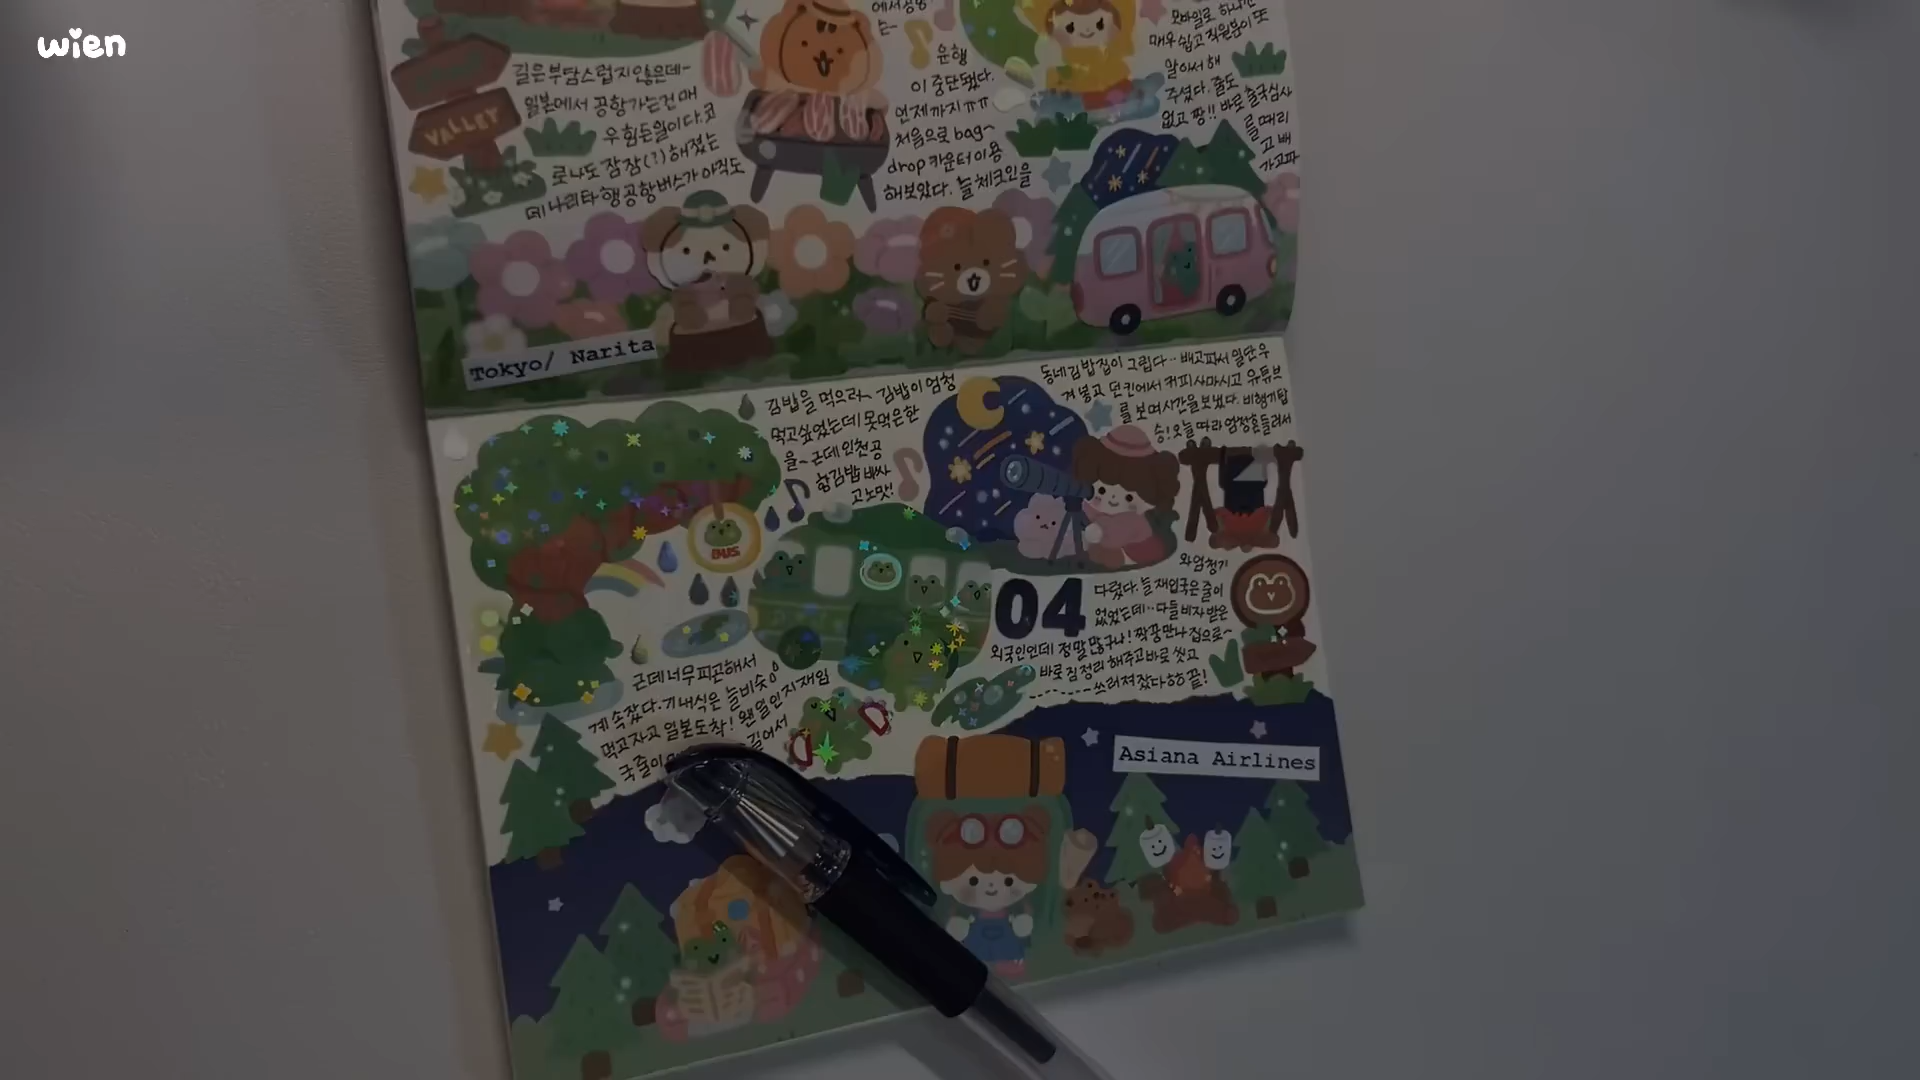 wien
에서 공항
는~
운행
이 중단됐다.
언제까지ㅠㅠ
처음으로 bag~
drop 카운터 이용
해보았다. 늘 체크인을
모바일로 하니깐
매우 쉽고 직원분이 또
알아서 해
주셨다. 줄도
없고 짱!! 바로 출국심사
를 때리
고 배
가고파
길은 부담스럽지 않은데~
일본에서 공항가는건 매
우 힘든 일이다. 코
로나도 잠잠(?)해졌는
데 나리타행 공항버스가 아직도
VALLEY
Tokyo/ Narita
김밥을 먹으러~ 김밥이 엄청
먹고싶었는데 못먹은 한
을~ 근데 인천공
항김밥 비싸
고 노맛!
동네 김밥집이 그립다.. 배고파서 일단 우
겨넣고 던킨에서 커피 사마시고 유튜브
를 보며 시간을 보냈다. 비행기 탑
승! 오늘 따라 엄청 흔들려서
BUS
04
와 엄청 기
다렸다. 늘 재입국은 줄이
없었는데.. 다들 비자 받은
외국인인데 정말 많구나! 짝꿍 만나 집으로~
바로 짐정리 해주고 바로 씻고
쓰러져 잤다 ㅎㅎ 끝!
근데 너무 피곤해서
계속 잤다. 기내식은 늘 비슷
먹고 자고 일본 도착! 왠일인지 재입
국 줄이
길어서
Asiana Airlines